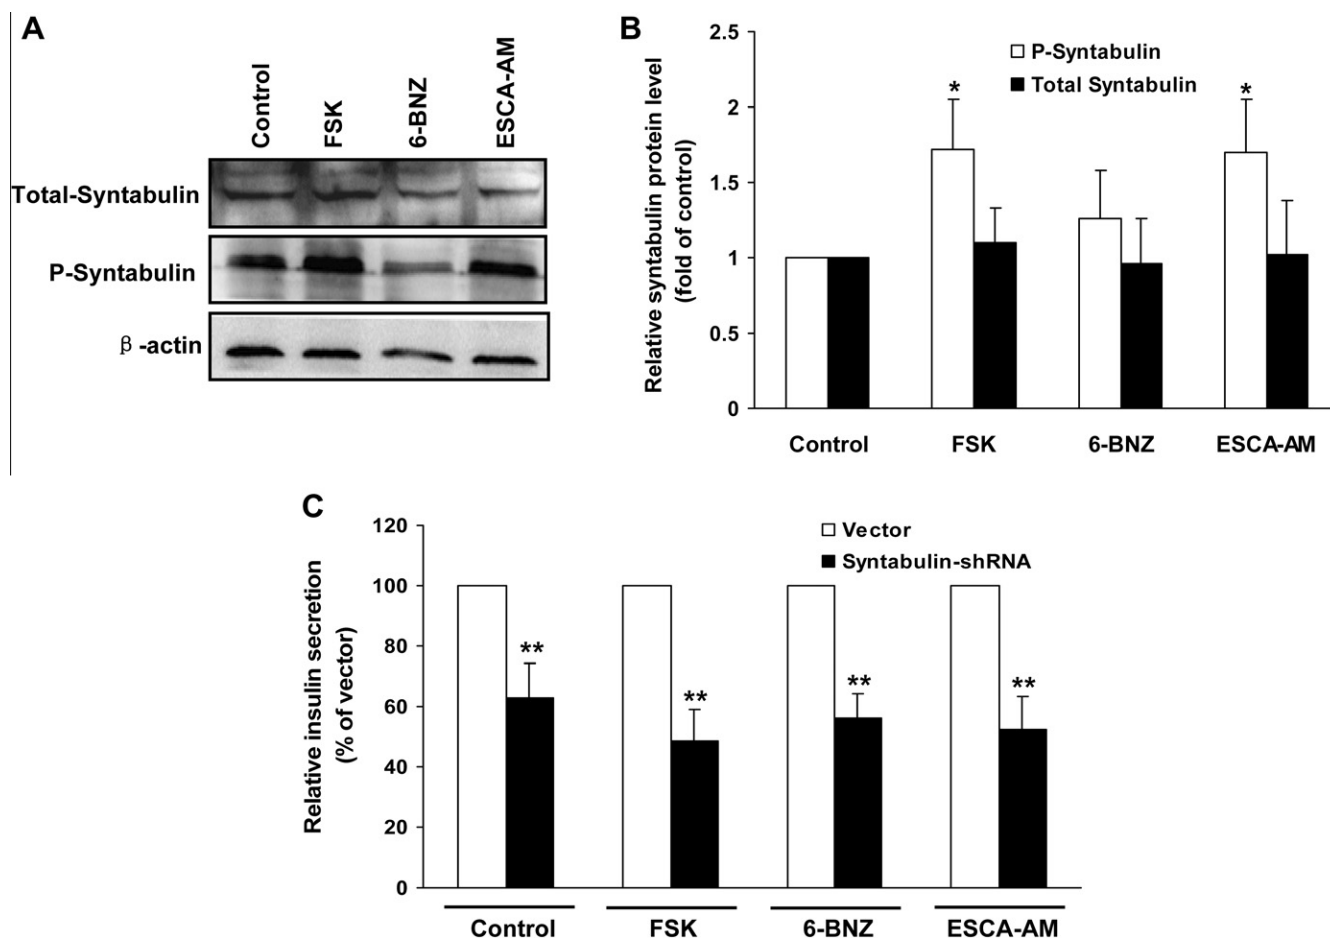 A
Control
FSK
6-BNZ
ESCA-AM
Total-Syntabulin
P-Syntabulin
β-actin
B
Relative syntabulin protein level
(fold of control)
2.5
2
1.5
1
0.5
0
P-Syntabulin
Total Syntabulin
*
*
Control
FSK
6-BNZ
ESCA-AM
C
Relative insulin secretion
(% of vector)
120
100
80
60
40
20
0
Vector
Syntabulin-shRNA
**
**
**
**
Control
FSK
6-BNZ
ESCA-AM